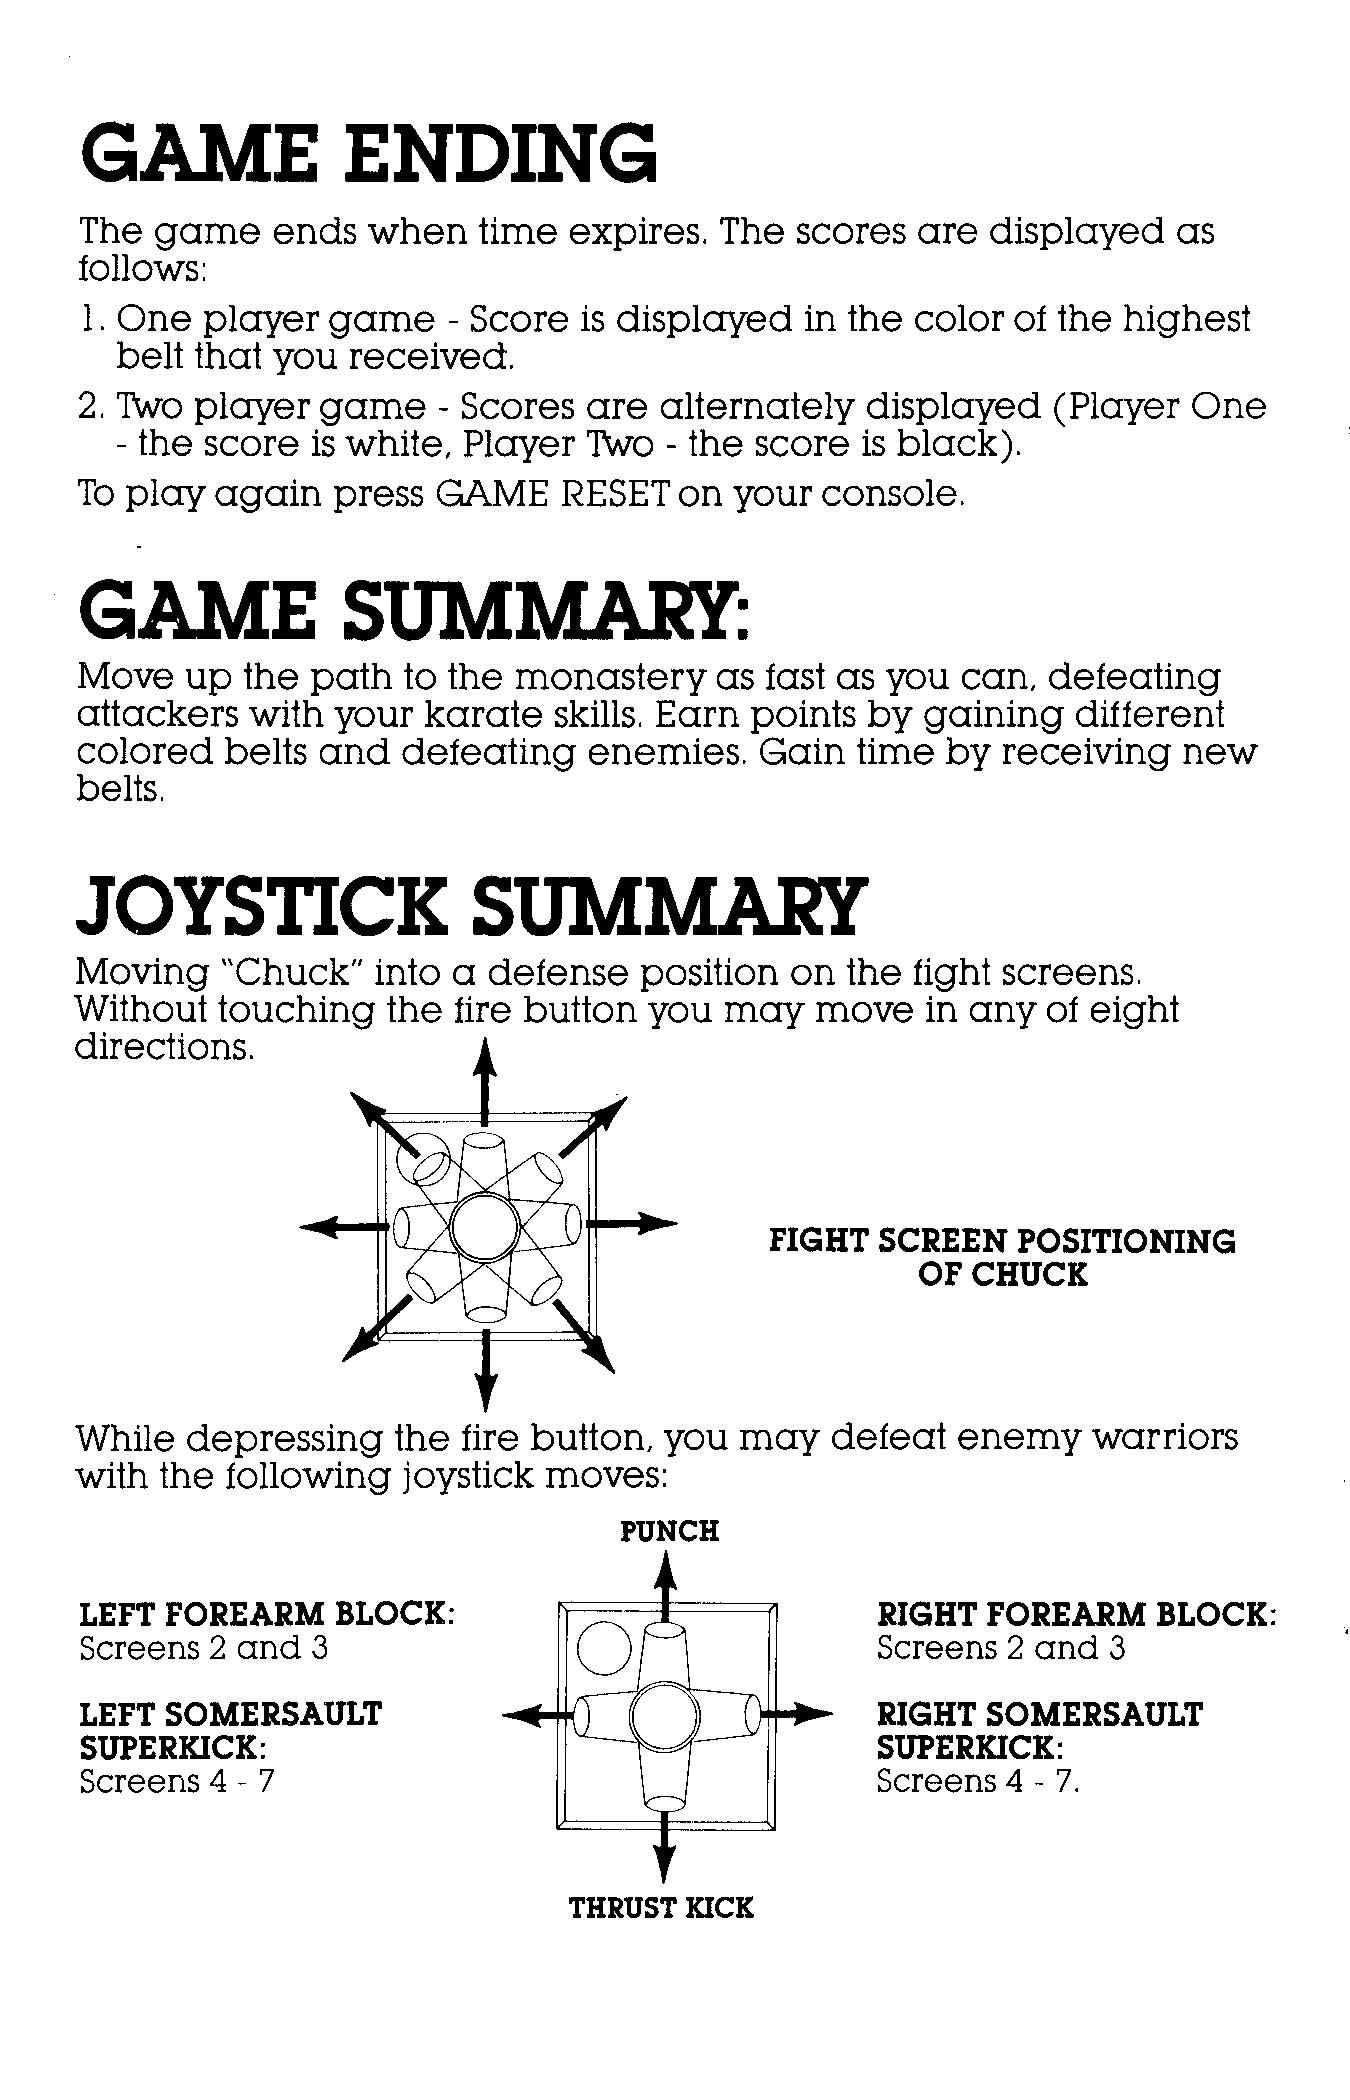 GAME ENDING
The game ends when time expires. The scores are displayed as
follows:
1. One player game - Score is displayed in the color of the highest
belt that you received.
2. Two player game - Scores are alternately displayed (Player One
- the score is white, Player Two - the score is black).
To play again press GAME RESET on your console.
GAME SUMMARY:
Move up the path to the monastery as fast as you can, defeating
attackers with your karate skills. Earn points by gaining different
colored belts and defeating enemies. Gain time by receiving new
belts.
JOYSTICK SUMMARY
Moving "Chuck" into a defense position on the fight screens.
Without touching the fire button you may move in any of eight
directions.
FIGHT SCREEN POSITIONING
OF CHUCK
While depressing the fire button, you may defeat enemy warriors
with the following joystick moves:
PUNCH
LEFT FOREARM BLOCK:
Screens 2 and 3
LEFT SOMERSAULT
SUPERKICK:
Screens 4 - 7
RIGHT FOREARM BLOCK:
Screens 2 and 3
RIGHT SOMERSAULT
SUPERKICK:
Screens 4 - 7.
THRUST KICK